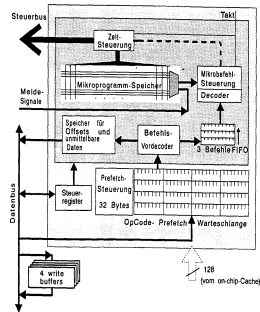 Steuerbus
Takt
Zeit-
Steuerung
Mikroprogramm-Speicher
Mikrobefehl-
Steuerung
Decoder
Melde-
Signale
Speicher für
Offsets und
unmittelbare
Daten
Befehls-
Vordecoder
3 Befehle FIFO
Datenbus
Steuer-
register
Prefetch-
Steuerung
32 Bytes
OpCode- Prefetch Warteschlange
4 write
buffers
128
(vom on-chip-Cache)